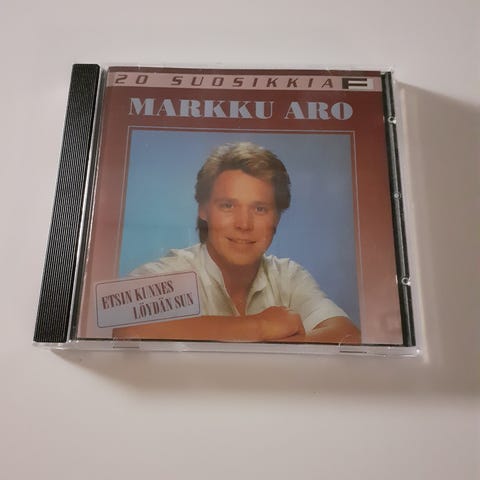 20 SUOSIKKIA F
MARKKU ARO
ETSIN KUNNES
LÖYDÄN SUN